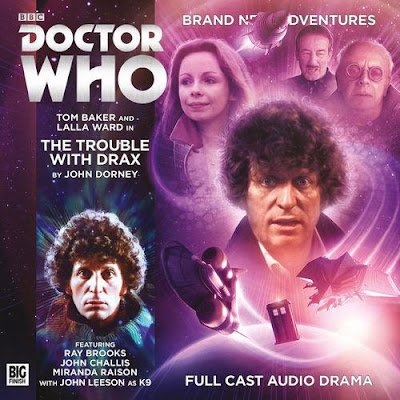 BBC
DOCTOR
WHO
TOM BAKER AND
LALLA WARD IN
THE TROUBLE
WITH DRAX
BY JOHN DORNEY
FEATURING
RAY BROOKS
JOHN CHALLIS
MIRANDA RAISON
WITH JOHN LEESON AS K9
BIG
FINISH
BRAND NEW ADVENTURES
FULL CAST AUDIO DRAMA